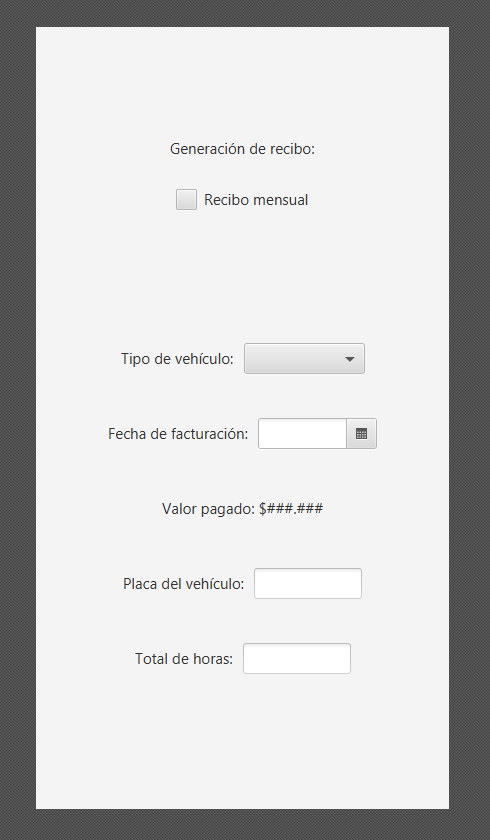 Generación de recibo:
Recibo mensual
Tipo de vehículo:
Fecha de facturación:
Valor pagado: $###.###
Placa del vehículo:
Total de horas: